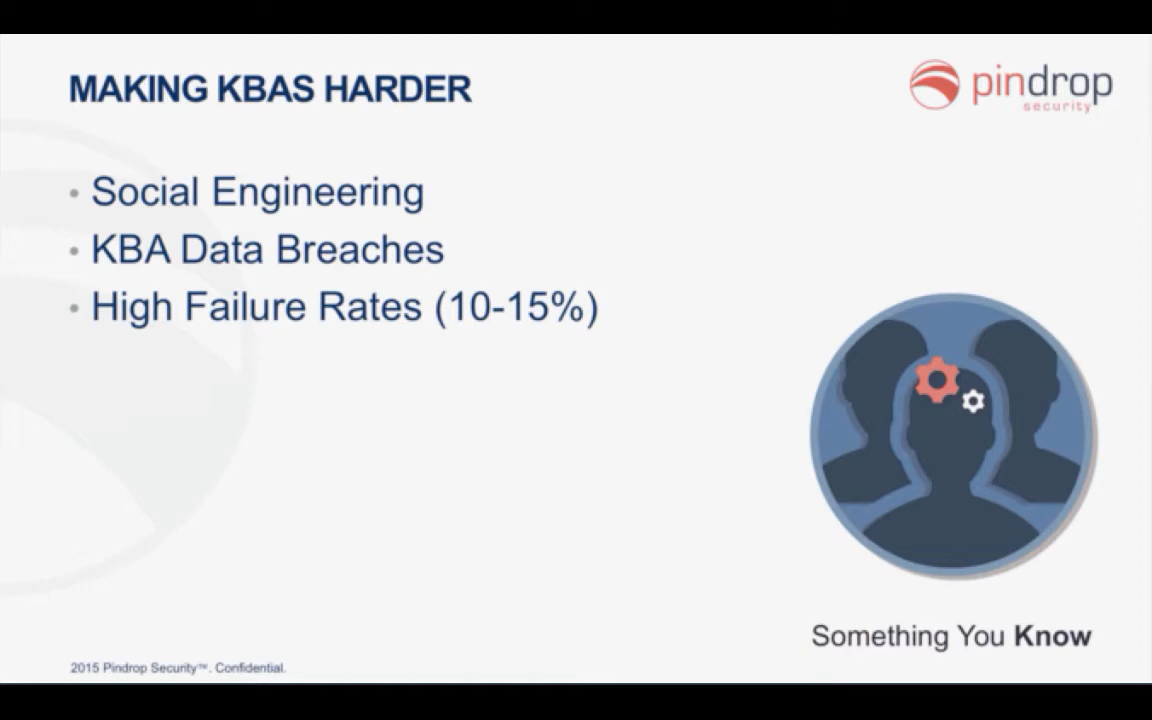 MAKING KBAS HARDER
pindrop
security
• Social Engineering
• KBA Data Breaches
• High Failure Rates (10-15%)
Something You Know
2015 Pindrop Security™. Confidential.